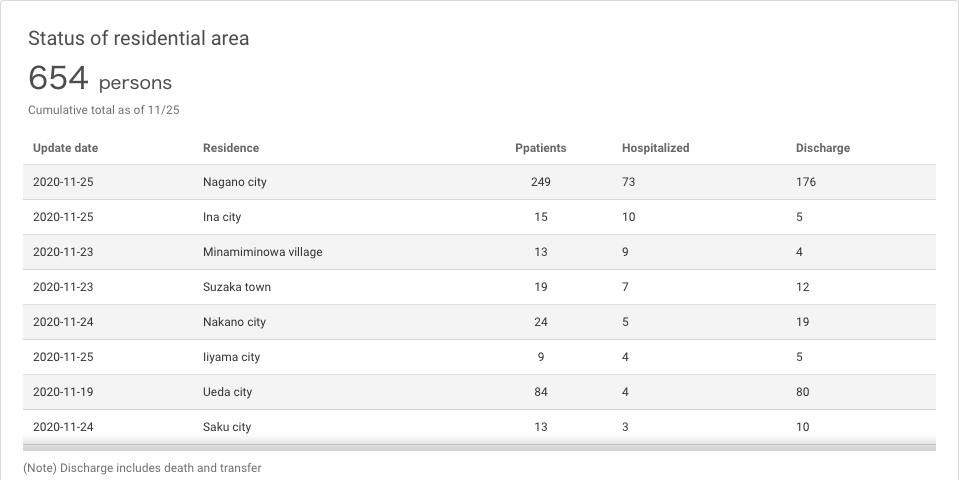 Status of residential area
654 persons
Cumulative total as of 11/25
Update date Residence Ppatients Hospitalized Discharge
2020-11-25 Nagano city 249 73 176
2020-11-25 Ina city 15 10 5
2020-11-23 Minamiminowa village 13 9 4
2020-11-23 Suzaka town 19 7 12
2020-11-24 Nakano city 24 5 19
2020-11-25 Iiyama city 9 4 5
2020-11-19 Ueda city 84 4 80
2020-11-24 Saku city 13 3 10
(Note) Discharge includes death and transfer